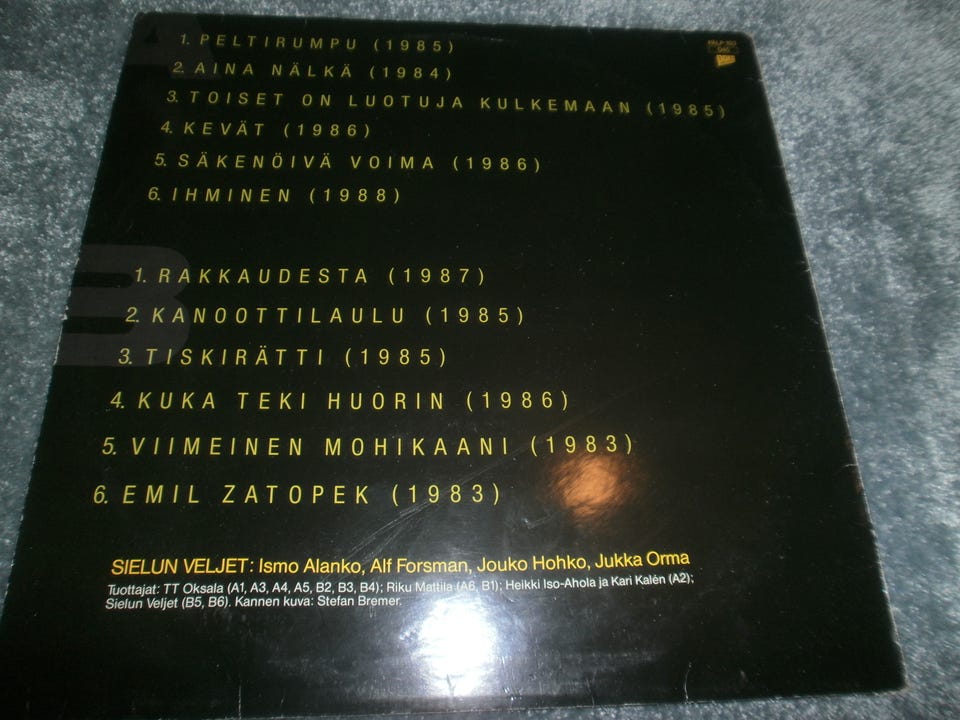 A
1. PELTIRUMPU (1985)
2. AINA NÄLKÄ (1984)
3. TOISET ON LUOTUJA KULKEMAAN (1985)
4. KEVÄT (1986)
5. SÄKENÖIVÄ VOIMA (1986)
6. IHMINEN (1988)
B
1. RAKKAUDESTA (1987)
2. KANOOTTILAULU (1985)
3. TISKIRÄTTI (1985)
4. KUKA TEKI HUORIN (1986)
5. VIIMEINEN MOHIKAANI (1983)
6. EMIL ZATOPEK (1983)
SIELUN VELJET: Ismo Alanko, Alf Forsman, Jouko Hohko, Jukka Orma
Tuottajat: TT Oksala (A1, A3, A4, A5, B2, B3, B4); Riku Mattila (A6, B1); Heikki Iso-Ahola ja Kari Kalén (A2);
Sielun Veljet (B5, B6). Kannen kuva: Stefan Bremer.